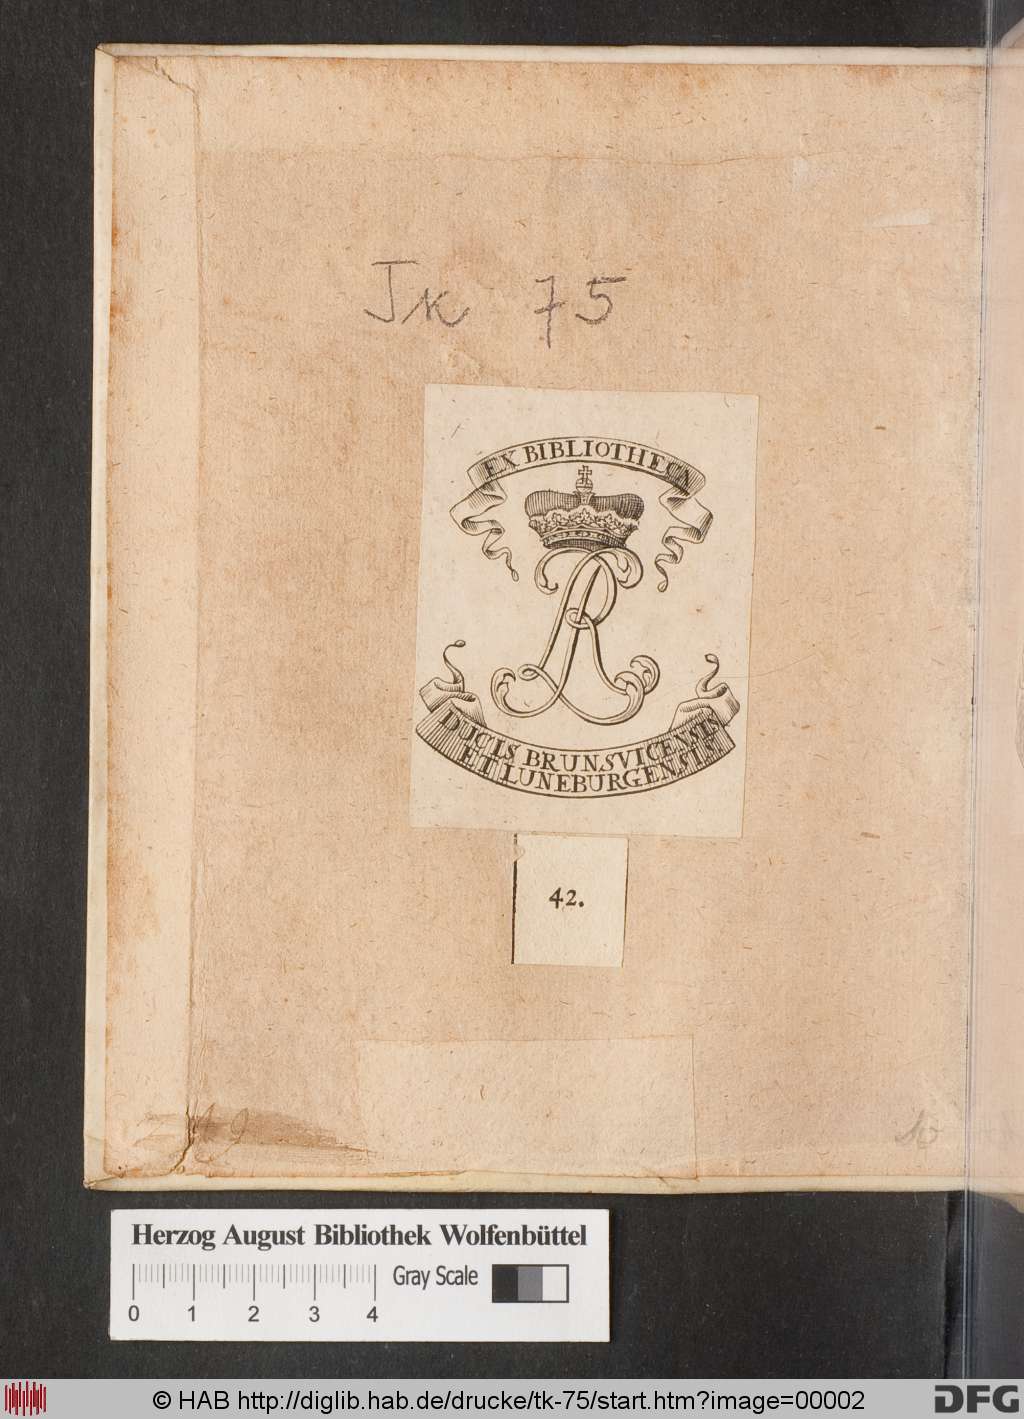 Tk 75
EX BIBLIOTHECA
DUCIS BRUNSVICENSIS
ET LUNEBURGENSIS
42.
Herzog August Bibliothek Wolfenbüttel
Gray Scale
0 1 2 3 4
© HAB http://diglib.hab.de/drucke/tk-75/start.htm?image=00002
DFG